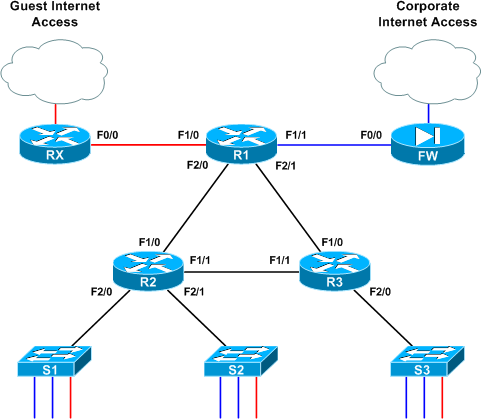 Guest Internet
Access
Corporate
Internet Access
F0/0
F1/0
F1/1
F0/0
RX
R1
FW
F2/0
F2/1
F1/0
F1/0
F1/1
F1/1
R2
R3
F2/0
F2/1
F2/0
S1
S2
S3